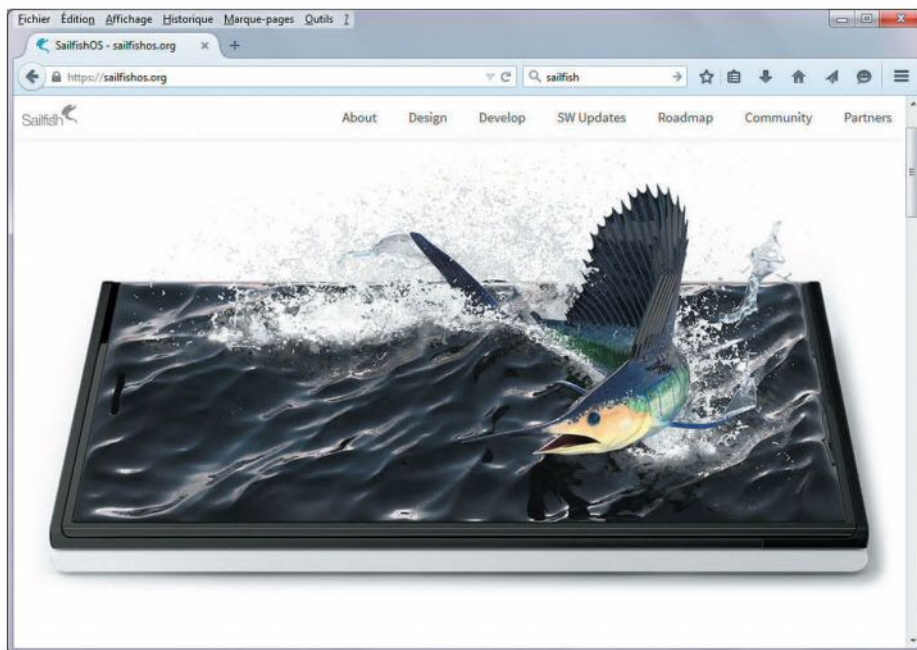 Fichier Édition Affichage Historique Marque-pages Outils ?
SailfishOS - sailfishos.org × +
https://sailfishos.org sailfish
Sailfish About Design Develop SW Updates Roadmap Community Partners